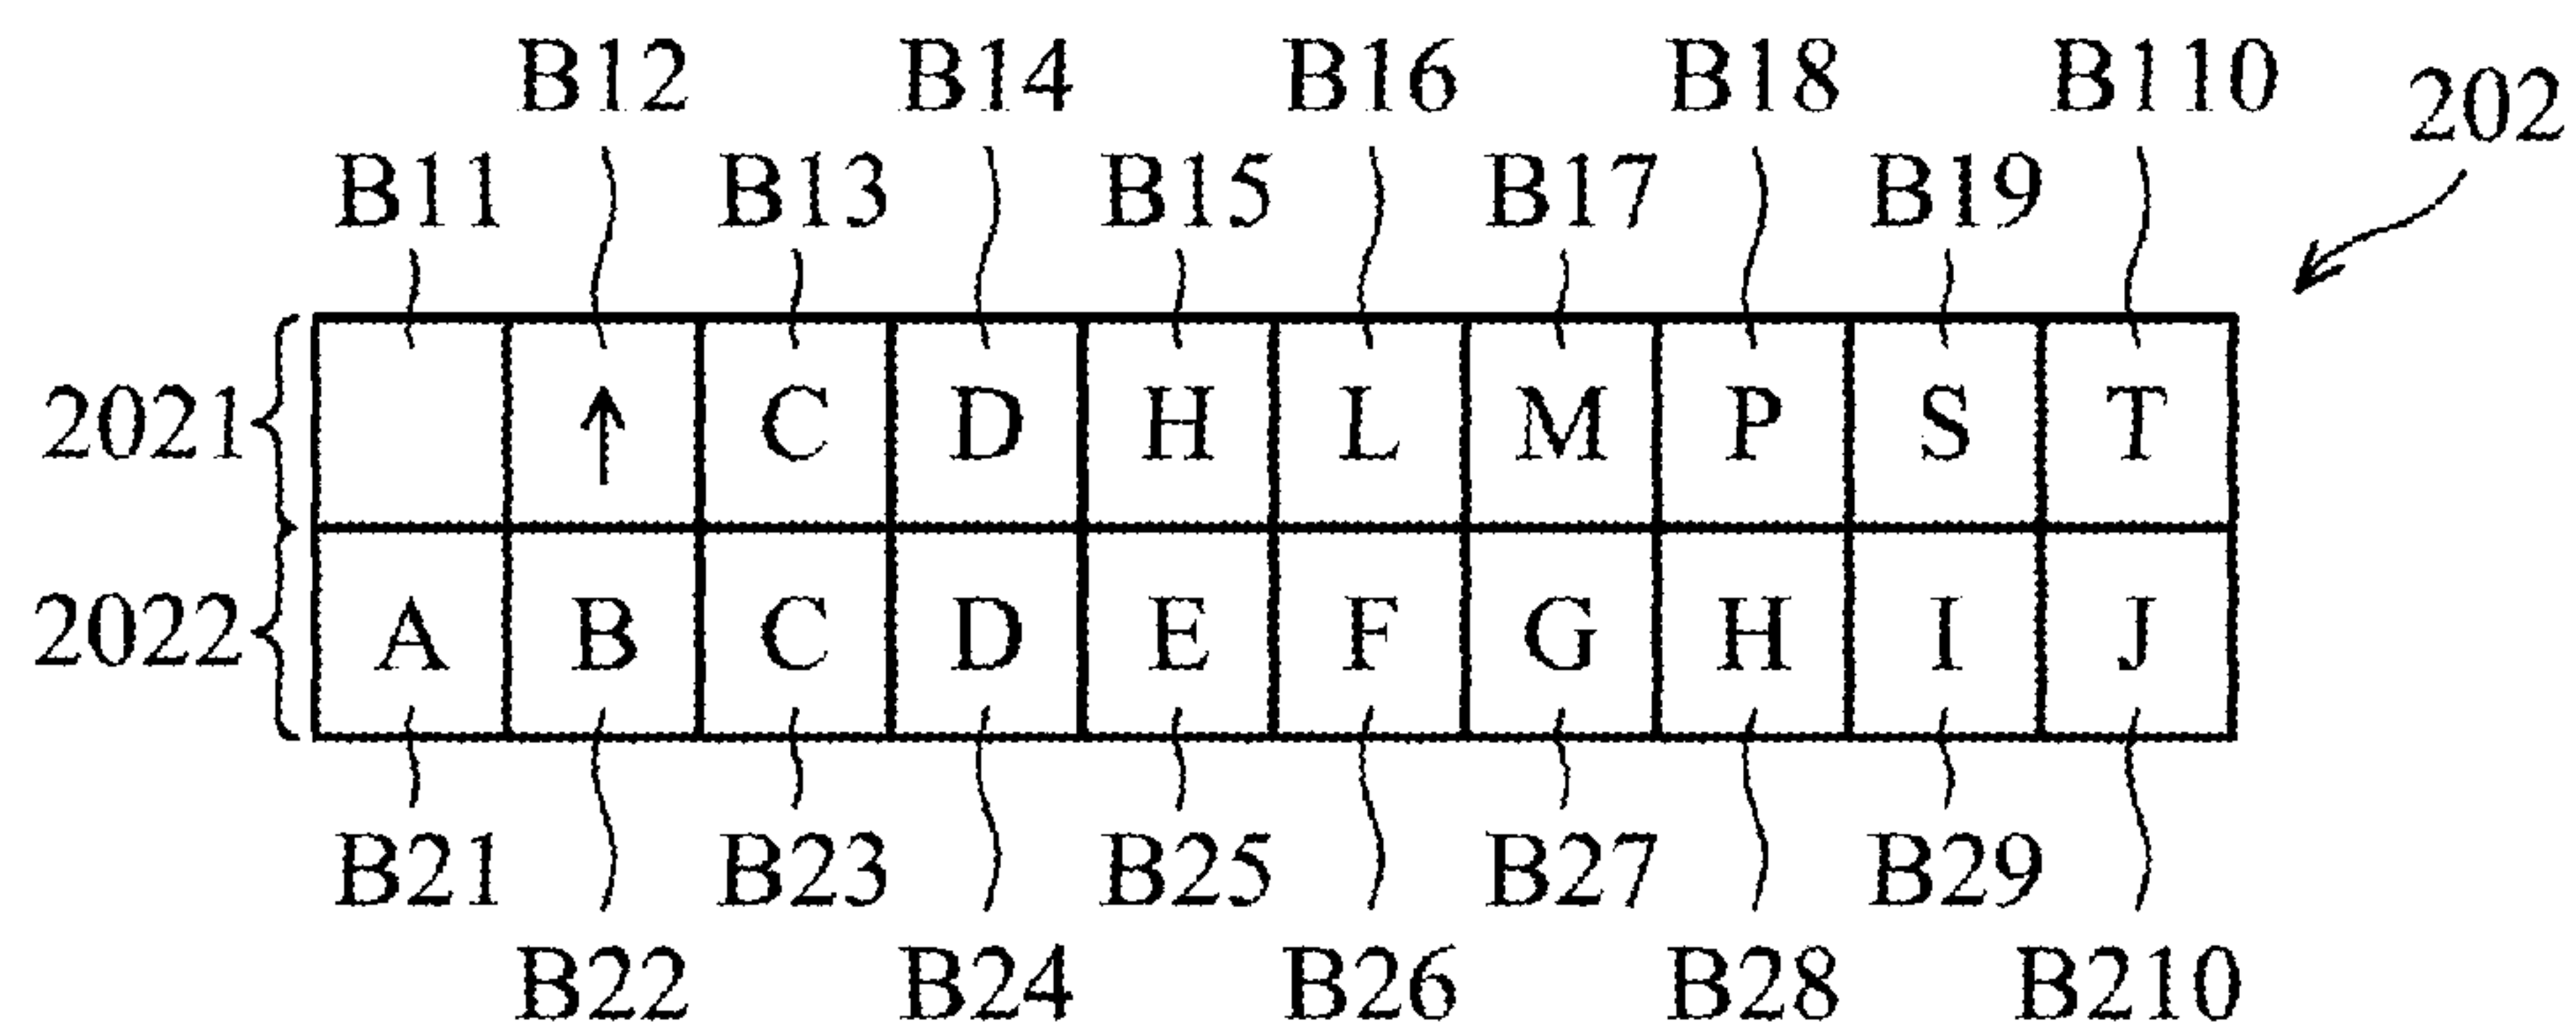 B12 B14 B16 B18 B110 202
B11 B13 B15 B17 B19
2021 ↑ C D H L M P S T
2022 A B C D E F G H I J
B21 B23 B25 B27 B29
B22 B24 B26 B28 B210